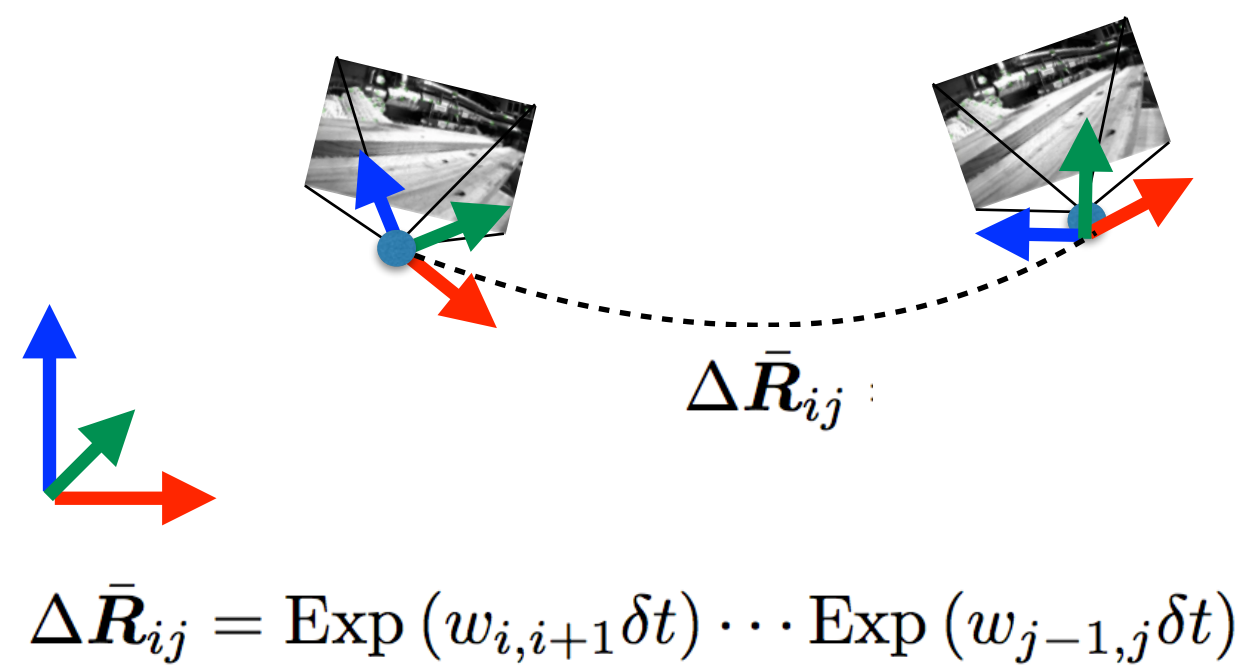 ΔR̄ᵢⱼ :
ΔR̄ᵢⱼ = Exp (wᵢ,ᵢ₊₁δt) ··· Exp (wⱼ₋₁,ⱼδt)